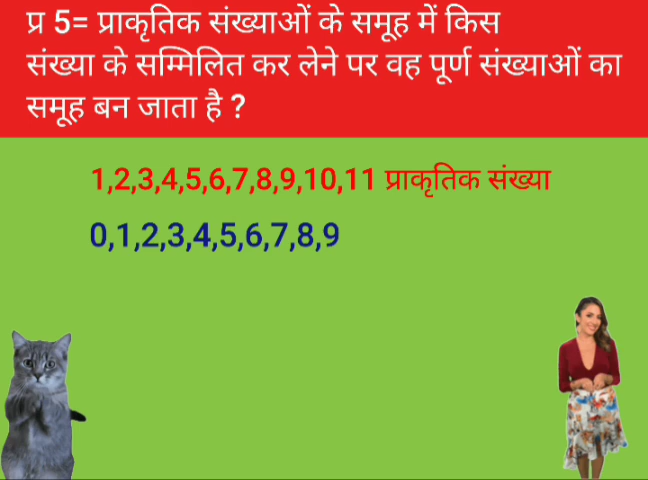 प्र 5= प्राकृतिक संख्याओं के समूह में किस
संख्या के सम्मिलित कर लेने पर वह पूर्ण संख्याओं का
समूह बन जाता है ?
1,2,3,4,5,6,7,8,9,10,11 प्राकृतिक संख्या
0,1,2,3,4,5,6,7,8,9